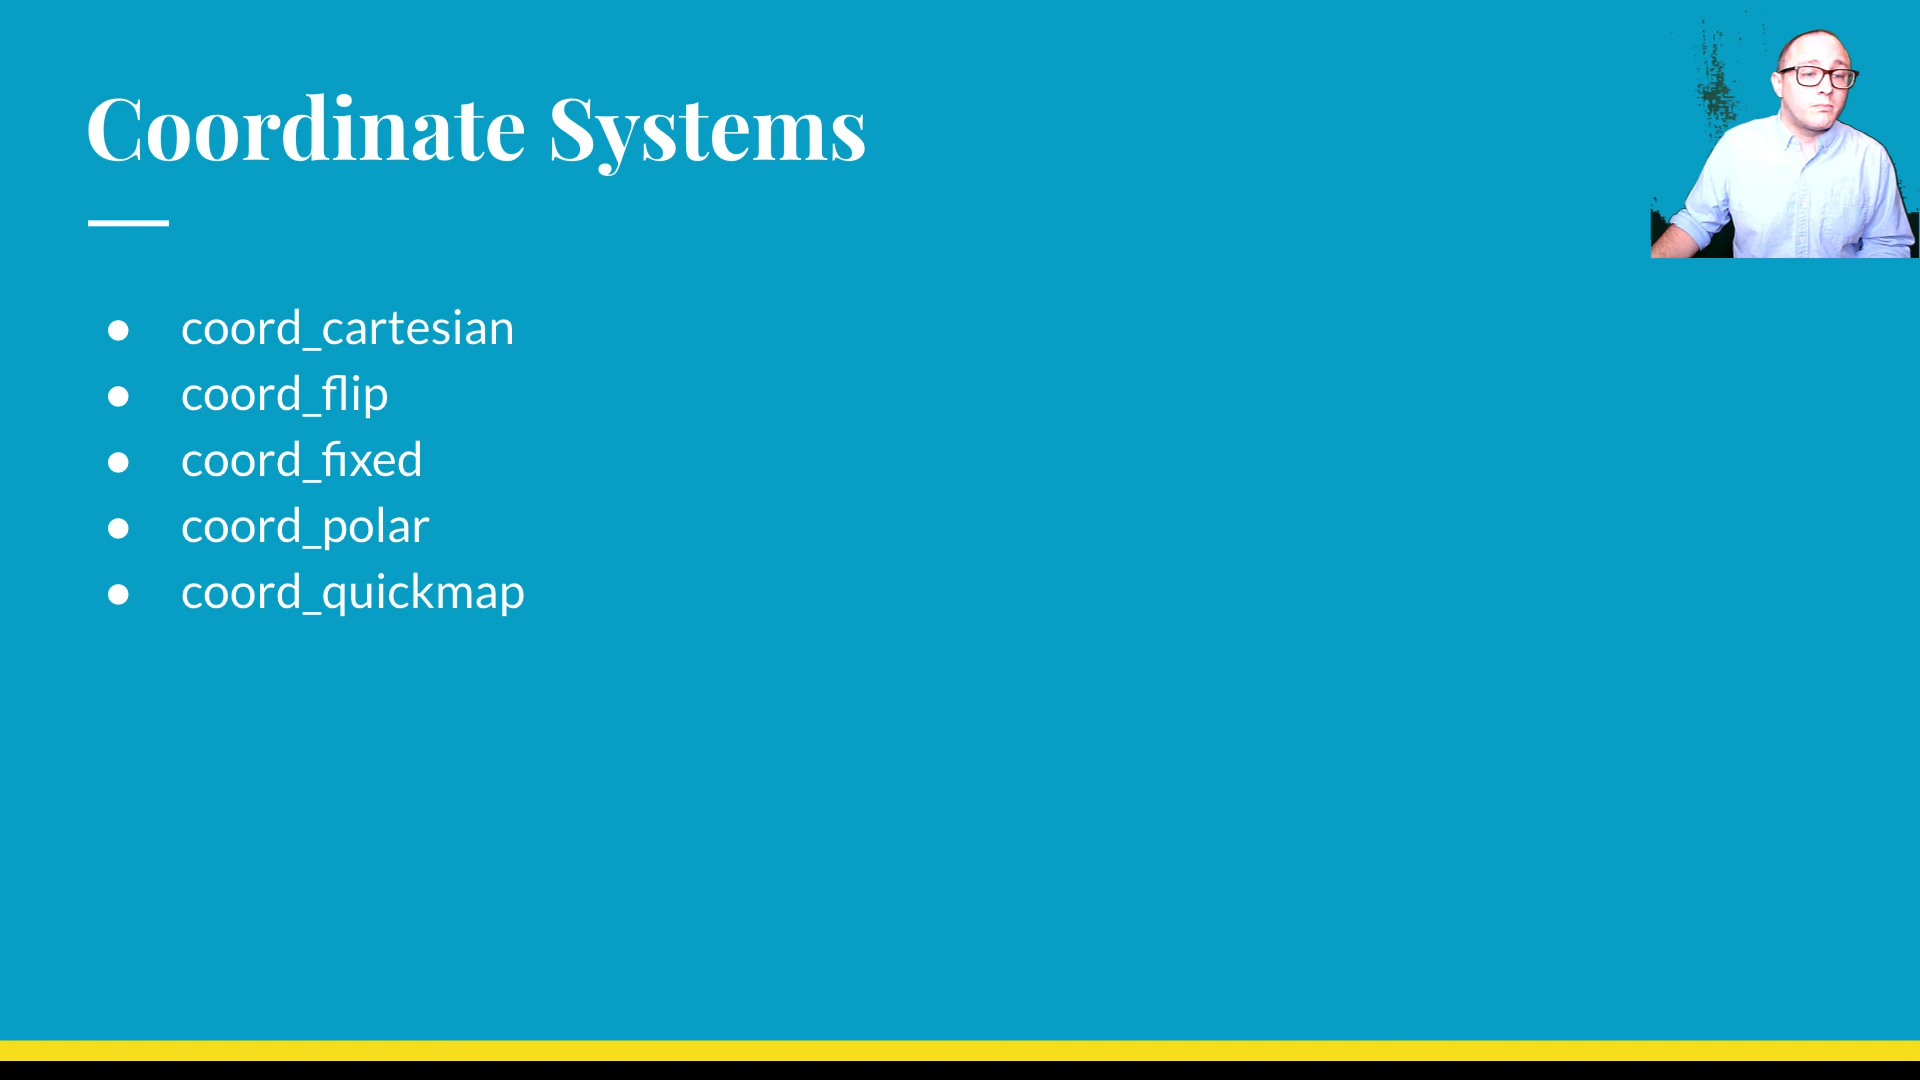 Coordinate Systems
● coord_cartesian
● coord_flip
● coord_fixed
● coord_polar
● coord_quickmap